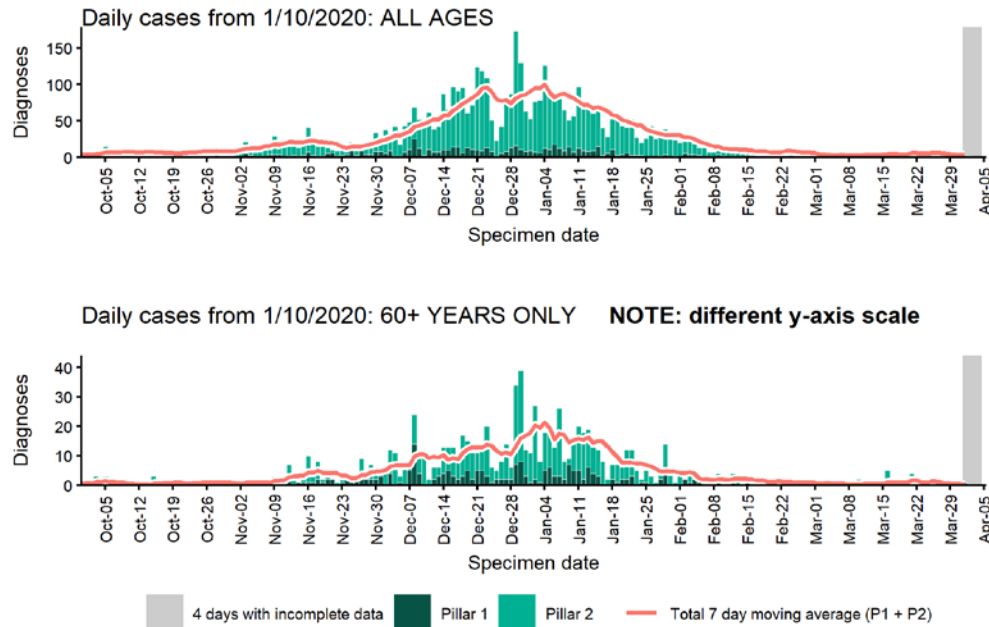 Daily cases from 1/10/2020: ALL AGES
Diagnoses
150
100
50
0
Oct-05 Oct-12 Oct-19 Oct-26 Nov-02 Nov-09 Nov-16 Nov-23 Nov-30 Dec-07 Dec-14 Dec-21 Dec-28 Jan-04 Jan-11 Jan-18 Jan-25 Feb-01 Feb-08 Feb-15 Feb-22 Mar-01 Mar-08 Mar-15 Mar-22 Mar-29 Apr-05
Specimen date
Daily cases from 1/10/2020: 60+ YEARS ONLY NOTE: different y-axis scale
Diagnoses
40
30
20
10
0
Oct-05 Oct-12 Oct-19 Oct-26 Nov-02 Nov-09 Nov-16 Nov-23 Nov-30 Dec-07 Dec-14 Dec-21 Dec-28 Jan-04 Jan-11 Jan-18 Jan-25 Feb-01 Feb-08 Feb-15 Feb-22 Mar-01 Mar-08 Mar-15 Mar-22 Mar-29 Apr-05
Specimen date
4 days with incomplete data Pillar 1 Pillar 2 Total 7 day moving average (P1 + P2)